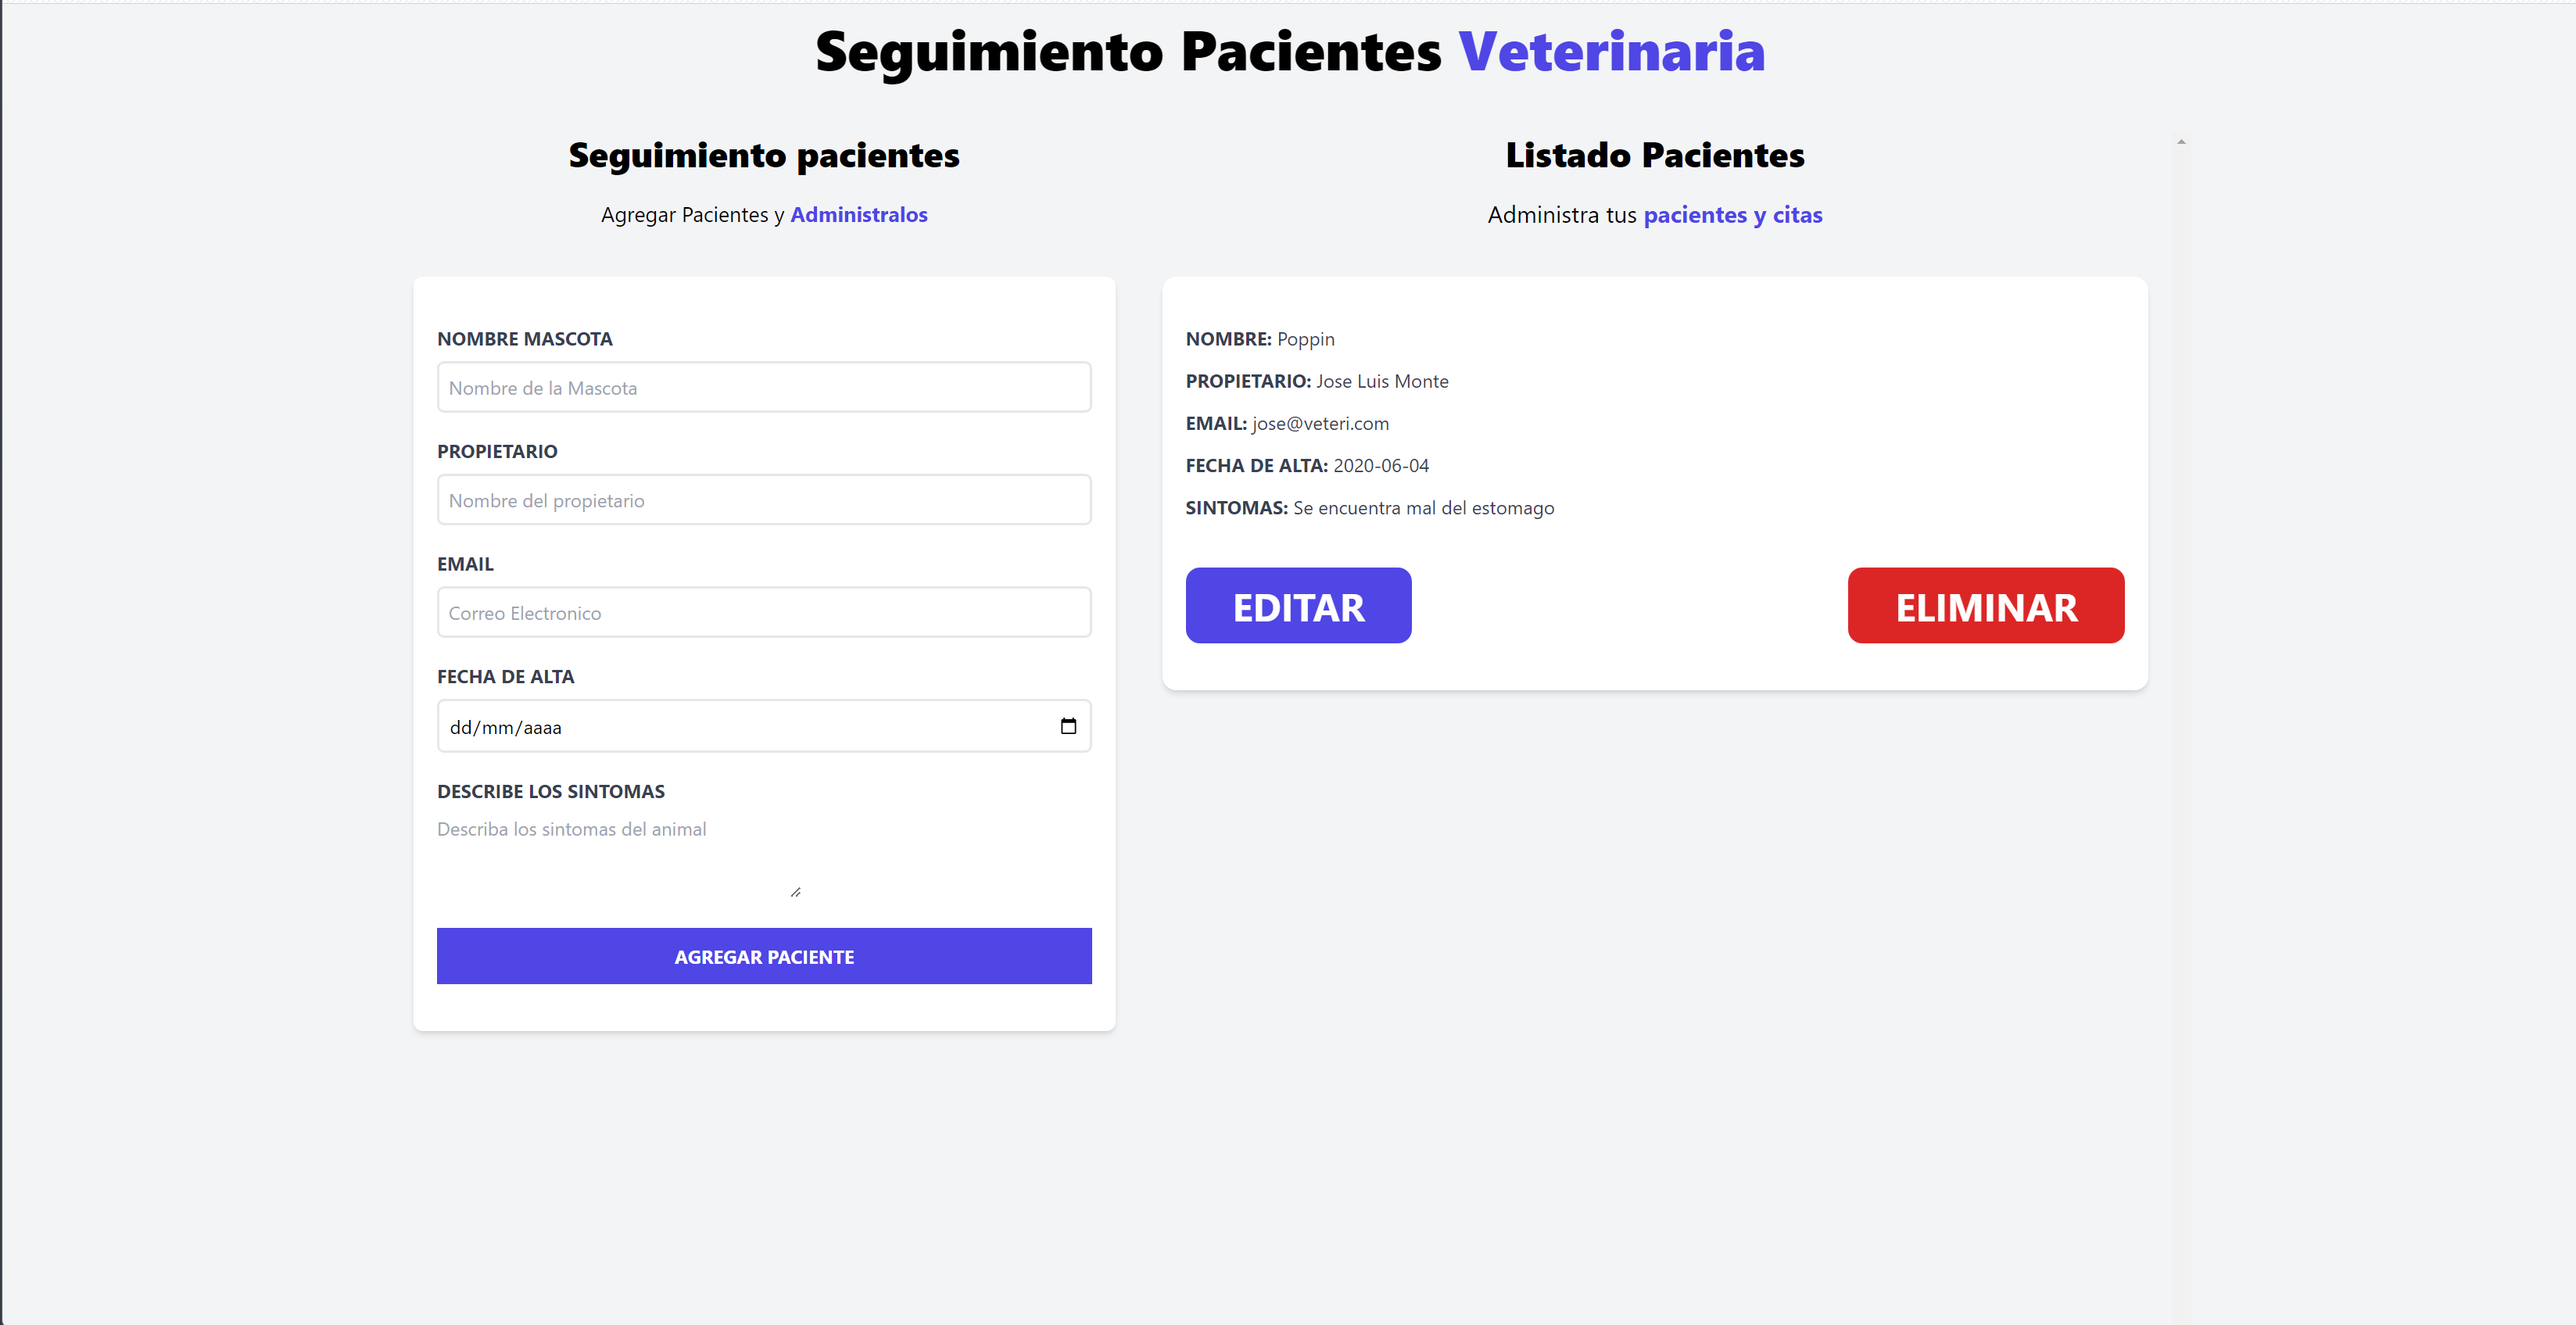 Seguimiento Pacientes Veterinaria
Seguimiento pacientes
Agregar Pacientes y Administralos
NOMBRE MASCOTA
Nombre de la Mascota
PROPIETARIO
Nombre del propietario
EMAIL
Correo Electronico
FECHA DE ALTA
dd/mm/aaaa
DESCRIBE LOS SINTOMAS
Describa los sintomas del animal
AGREGAR PACIENTE
Listado Pacientes
Administra tus pacientes y citas
NOMBRE: Poppin
PROPIETARIO: Jose Luis Monte
EMAIL: jose@veteri.com
FECHA DE ALTA: 2020-06-04
SINTOMAS: Se encuentra mal del estomago
EDITAR
ELIMINAR